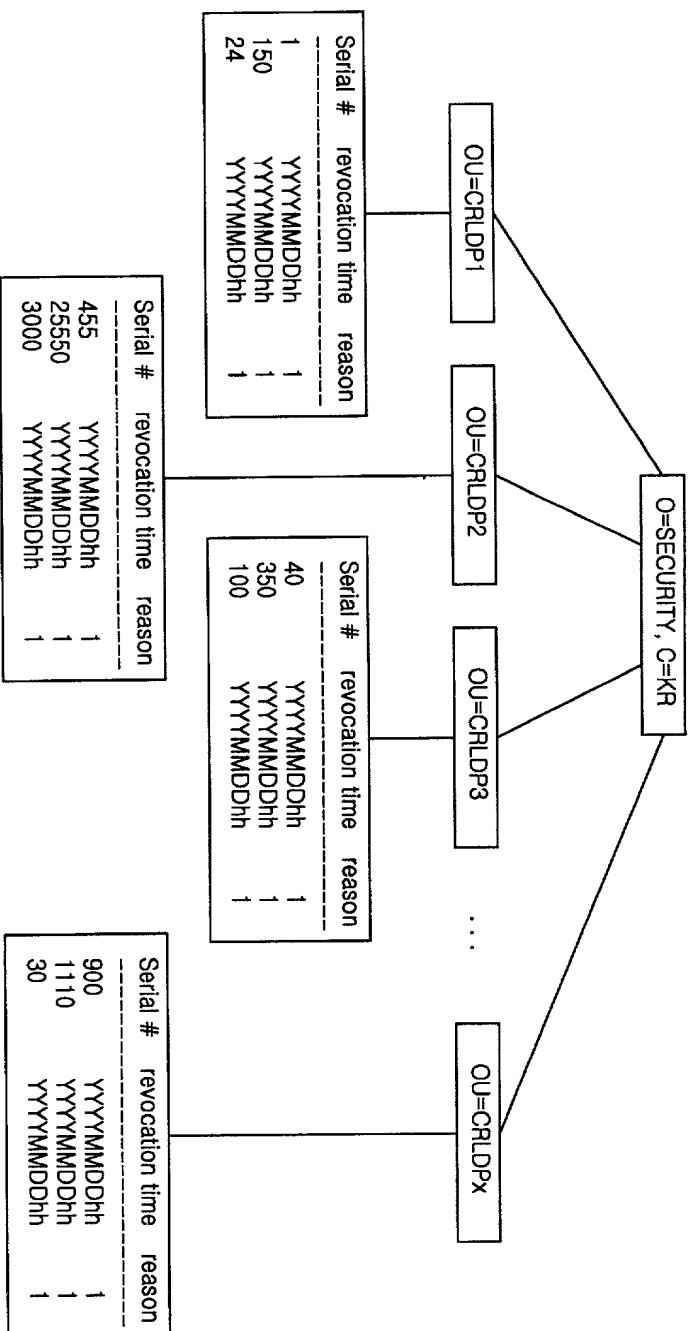 O=SECURITY, C=KR
OU=CRLDP1
OU=CRLDP2
OU=CRLDP3
...
OU=CRLDPx
Serial # revocation time reason
1 YYYYMMDDhh 1
150 YYYYMMDDhh 1
24 YYYYMMDDhh 1
Serial # revocation time reason
455 YYYYMMDDhh 1
25550 YYYYMMDDhh 1
3000 YYYYMMDDhh 1
Serial # revocation time reason
40 YYYYMMDDhh 1
350 YYYYMMDDhh 1
100 YYYYMMDDhh 1
Serial # revocation time reason
900 YYYYMMDDhh 1
1110 YYYYMMDDhh 1
30 YYYYMMDDhh 1